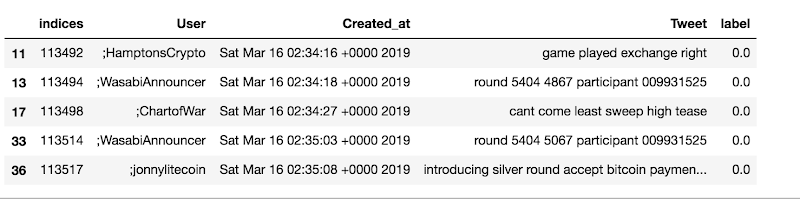 indices User Created_at Tweet label
11 113492 ;HamptonsCrypto Sat Mar 16 02:34:16 +0000 2019 game played exchange right 0.0
13 113494 ;WasabiAnnouncer Sat Mar 16 02:34:18 +0000 2019 round 5404 4867 participant 009931525 0.0
17 113498 ;ChartofWar Sat Mar 16 02:34:27 +0000 2019 cant come least sweep high tease 0.0
33 113514 ;WasabiAnnouncer Sat Mar 16 02:35:03 +0000 2019 round 5404 5067 participant 009931525 0.0
36 113517 ;jonnylitecoin Sat Mar 16 02:35:08 +0000 2019 introducing silver round accept bitcoin paymen... 0.0